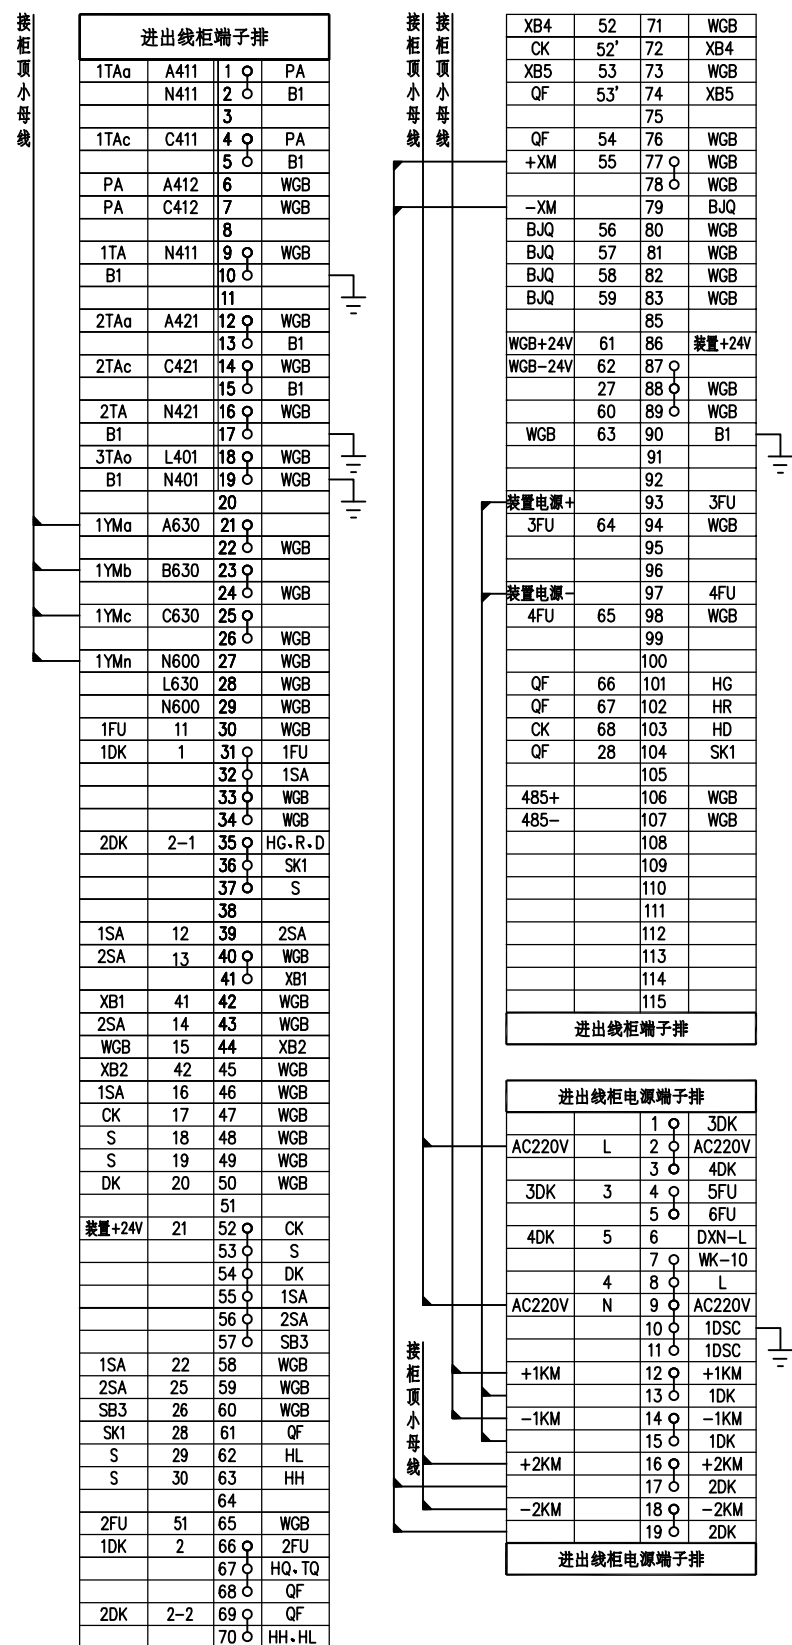 接柜顶小母线
进出线柜端子排
1TAa A411 1 PA
N411 2 B1
3
1TAc C411 4 PA
5 B1
PA A412 6 WGB
PA C412 7 WGB
8
1TA N411 9 WGB
B1 10
11
2TAa A421 12 WGB
13 B1
2TAc C421 14 WGB
15 B1
2TA N421 16 WGB
B1 17
3TAo L401 18 WGB
B1 N401 19 WGB
20
1YMa A630 21
22 WGB
1YMb B630 23
24 WGB
1YMc C630 25
26 WGB
1YMn N600 27 WGB
L630 28 WGB
N600 29 WGB
1FU 11 30 WGB
1DK 1 31 1FU
32 1SA
33 WGB
34 WGB
2DK 2-1 35 HG.R.D
36 SK1
37 S
38
1SA 12 39 2SA
2SA 13 40 WGB
41 XB1
XB1 41 42 WGB
2SA 14 43 WGB
WGB 15 44 XB2
XB2 42 45 WGB
1SA 16 46 WGB
CK 17 47 WGB
S 18 48 WGB
S 19 49 WGB
DK 20 50 WGB
51
装置+24V 21 52 CK
53 S
54 DK
55 1SA
56 2SA
57 SB3
1SA 22 58 WGB
2SA 25 59 WGB
SB3 26 60 WGB
SK1 28 61 QF
S 29 62 HL
S 30 63 HH
64
2FU 51 65 WGB
1DK 2 66 2FU
67 HQ.TQ
68 QF
2DK 2-2 69 QF
70 HH.HL
接柜顶小母线
接柜顶小母线
XB4 52 71 WGB
CK 52' 72 XB4
XB5 53 73 WGB
QF 53' 74 XB5
75
QF 54 76 WGB
+XM 55 77 WGB
78 WGB
-XM 79 BJQ
BJQ 56 80 WGB
BJQ 57 81 WGB
BJQ 58 82 WGB
BJQ 59 83 WGB
85
WGB+24V 61 86 装置+24V
WGB-24V 62 87
27 88 WGB
60 89 WGB
WGB 63 90 B1
91
92
装置电源+ 93 3FU
3FU 64 94 WGB
95
96
装置电源- 97 4FU
4FU 65 98 WGB
99
100
QF 66 101 HG
QF 67 102 HR
CK 68 103 HD
QF 28 104 SK1
105
485+ 106 WGB
485- 107 WGB
108
109
110
111
112
113
114
115
进出线柜端子排
进出线柜电源端子排
1 3DK
AC220V L 2 AC220V
3 4DK
3DK 3 4 5FU
5 6FU
4DK 5 6 DXN-L
7 WK-10
4 8 L
AC220V N 9 AC220V
10 1DSC
11 1DSC
+1KM 12 +1KM
13 1DK
-1KM 14 -1KM
15 1DK
+2KM 16 +2KM
17 2DK
-2KM 18 -2KM
19 2DK
进出线柜电源端子排
接柜顶小母线